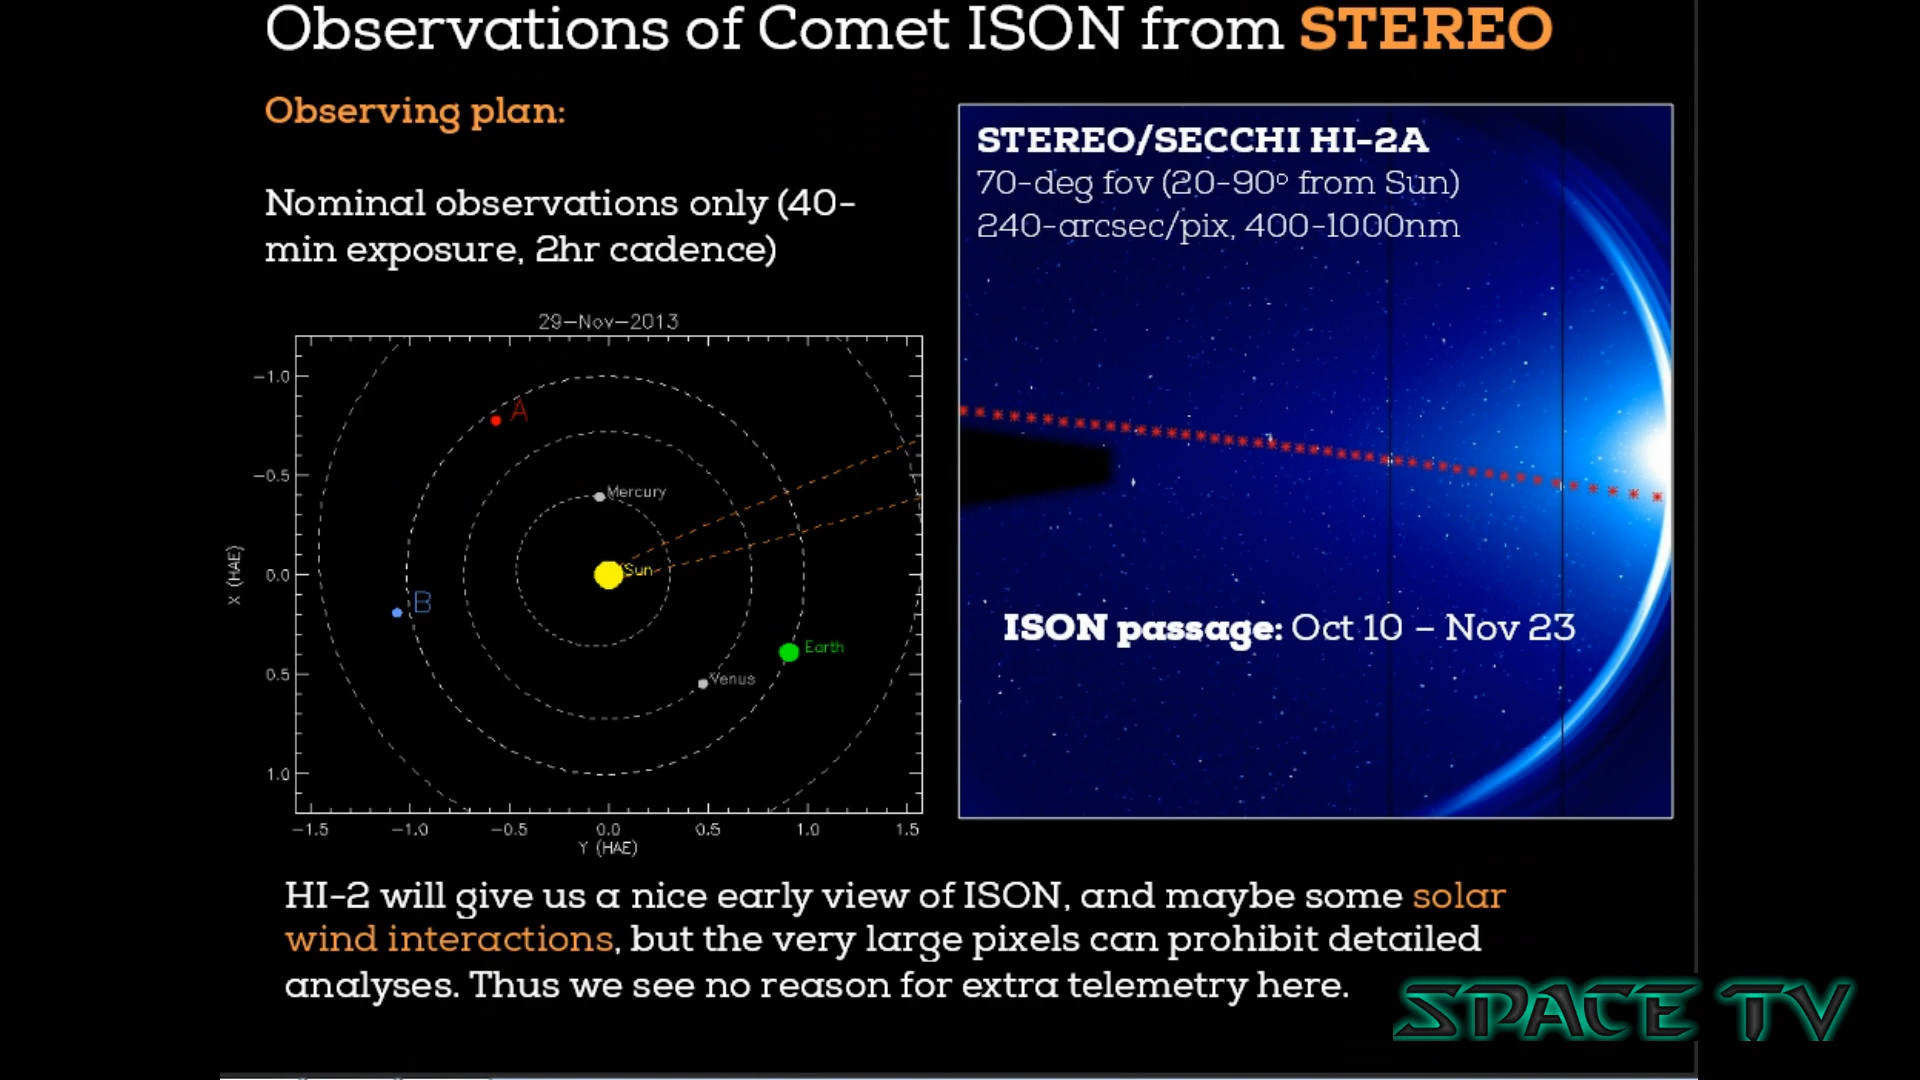 Observations of Comet ISON from STEREO
Observing plan:
Nominal observations only (40-
min exposure, 2hr cadence)
29-Nov-2013
-1.0
-0.5
0.0
0.5
1.0
X (HAE)
A
Mercury
Sun
B
Earth
Venus
-1.5
-1.0
-0.5
0.0
0.5
1.0
1.5
Y (HAE)
STEREO/SECCHI HI-2A
70-deg fov (20-90° from Sun)
240-arcsec/pix, 400-1000nm
ISON passage: Oct 10 – Nov 23
HI-2 will give us a nice early view of ISON, and maybe some solar
wind interactions, but the very large pixels can prohibit detailed
analyses. Thus we see no reason for extra telemetry here.
SPACE TV